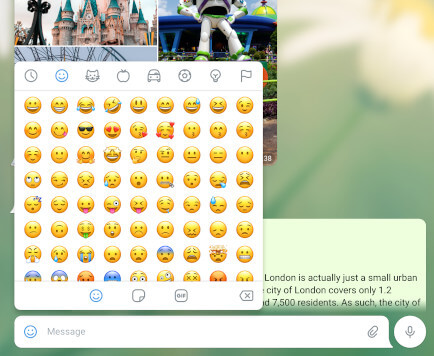 38
London is actually just a small urban
city of London covers only 1.2
7,500 residents. As such, the city of
GIF
Message